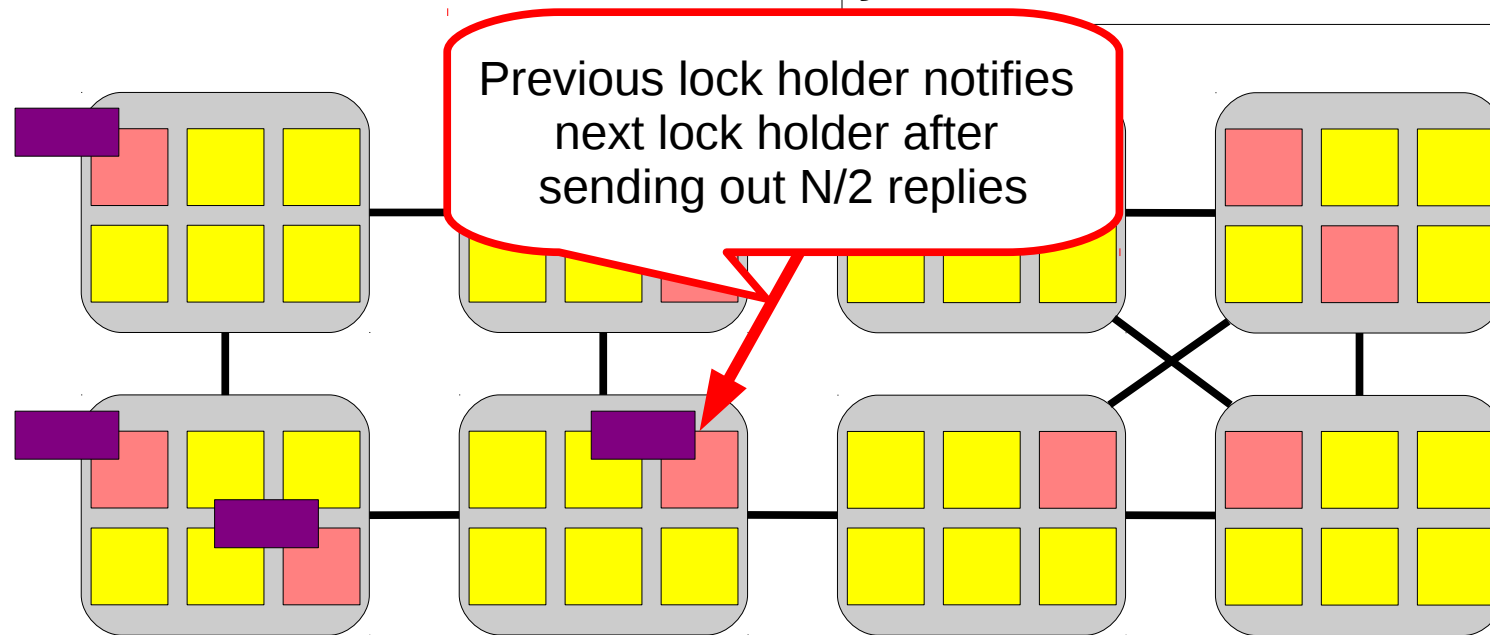 Previous lock holder notifies
next lock holder after
sending out N/2 replies